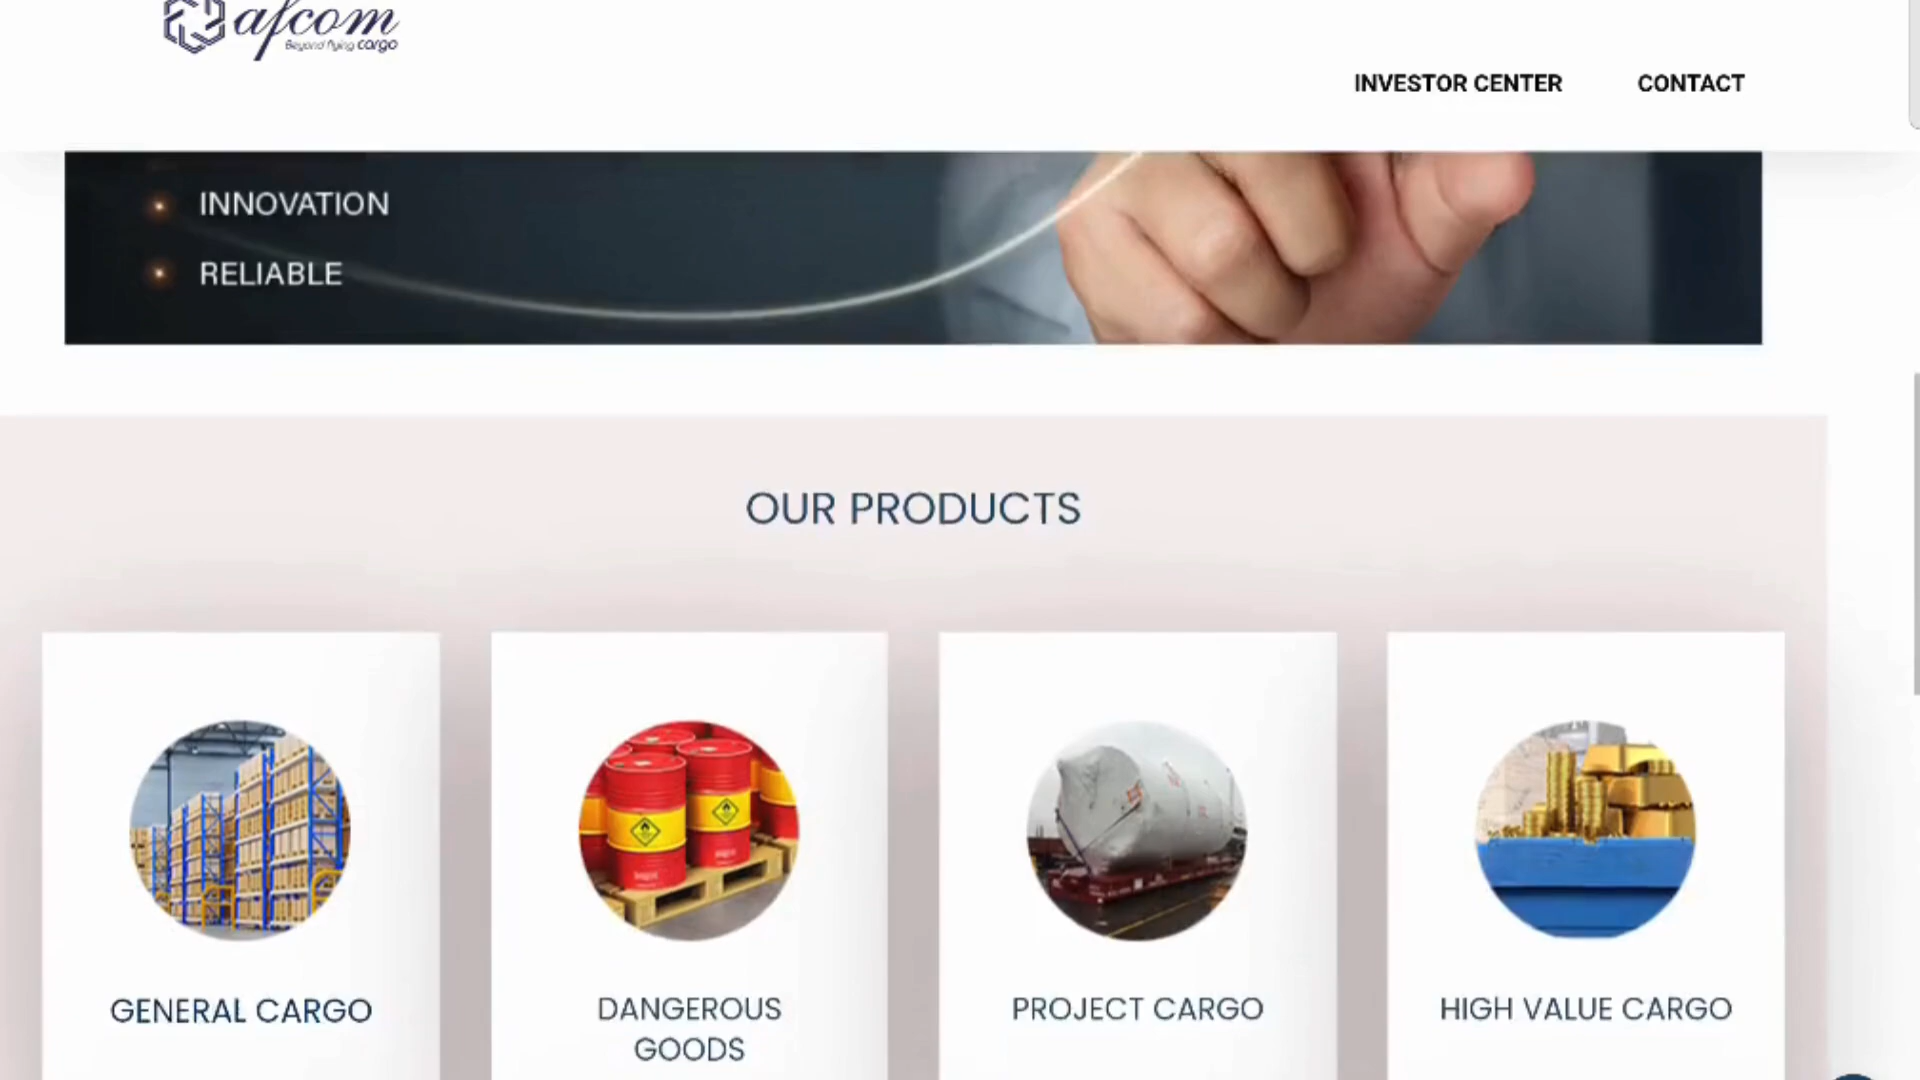 afcom
Beyond flying cargo
INVESTOR CENTER
CONTACT
INNOVATION
RELIABLE
OUR PRODUCTS
GENERAL CARGO
DANGEROUS
GOODS
PROJECT CARGO
HIGH VALUE CARGO